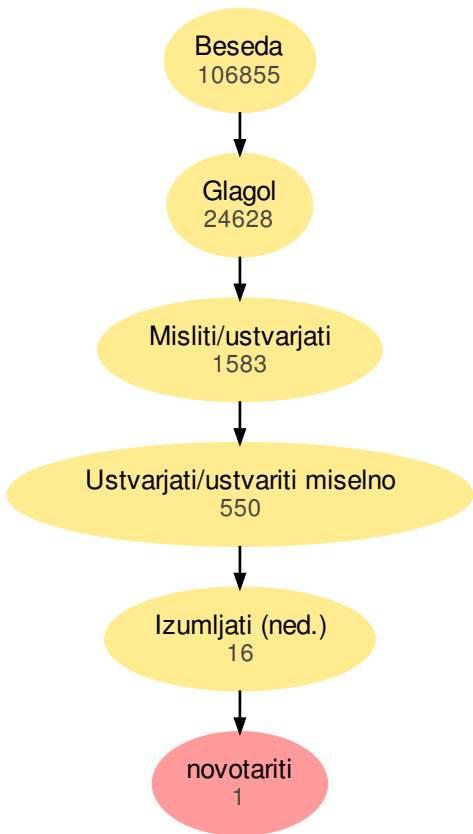 Beseda
106855
Glagol
24628
Misliti/ustvarjati
1583
Ustvarjati/ustvariti miselno
550
Izumljati (ned.)
16
novotariti
1